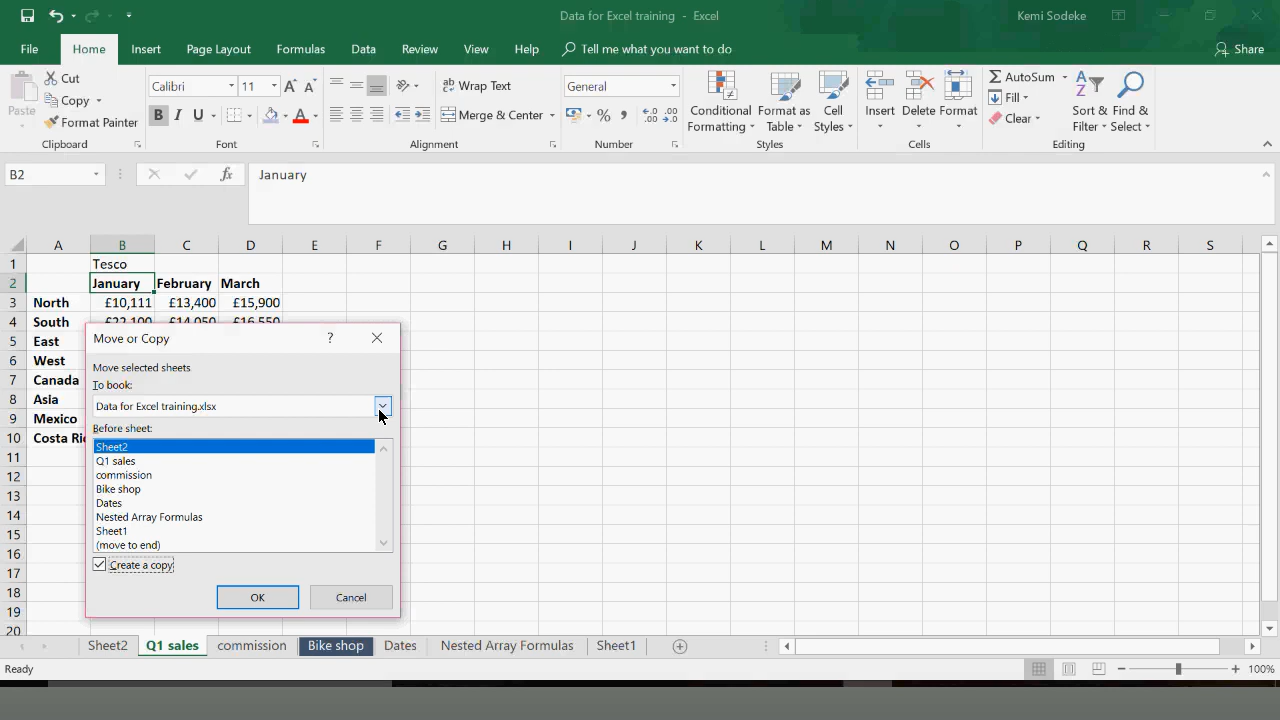 Data for Excel training - Excel
Kemi Sodeke
File Home Insert Page Layout Formulas Data Review View Help Tell me what you want to do Share
Paste
Cut
Copy
Format Painter
Clipboard
Calibri 11
B I U A
Font
Wrap Text
Merge & Center
Alignment
General
%
Number
Conditional Formatting
Format as Table
Cell Styles
Styles
Insert Delete Format
Cells
AutoSum
Fill
Clear
Sort & Filter
Find & Select
Editing
B2 fx January
A B C D E F G H I J K L M N O P Q R S
1 Tesco
2 January February March
3 North £10,111 £13,400 £15,900
4 South £22,100 £14,050 £16,550
5 East
6 West
7 Canada
8 Asia
9 Mexico
10 Costa Ri
11
12
13
14
15
16
17
18
19
20
Move or Copy ?
Move selected sheets
To book:
Data for Excel training.xlsx
Before sheet:
Sheet2
Q1 sales
commission
Bike shop
Dates
Nested Array Formulas
Sheet1
(move to end)
Create a copy
OK Cancel
Sheet2 Q1 sales commission Bike shop Dates Nested Array Formulas Sheet1
Ready 100%